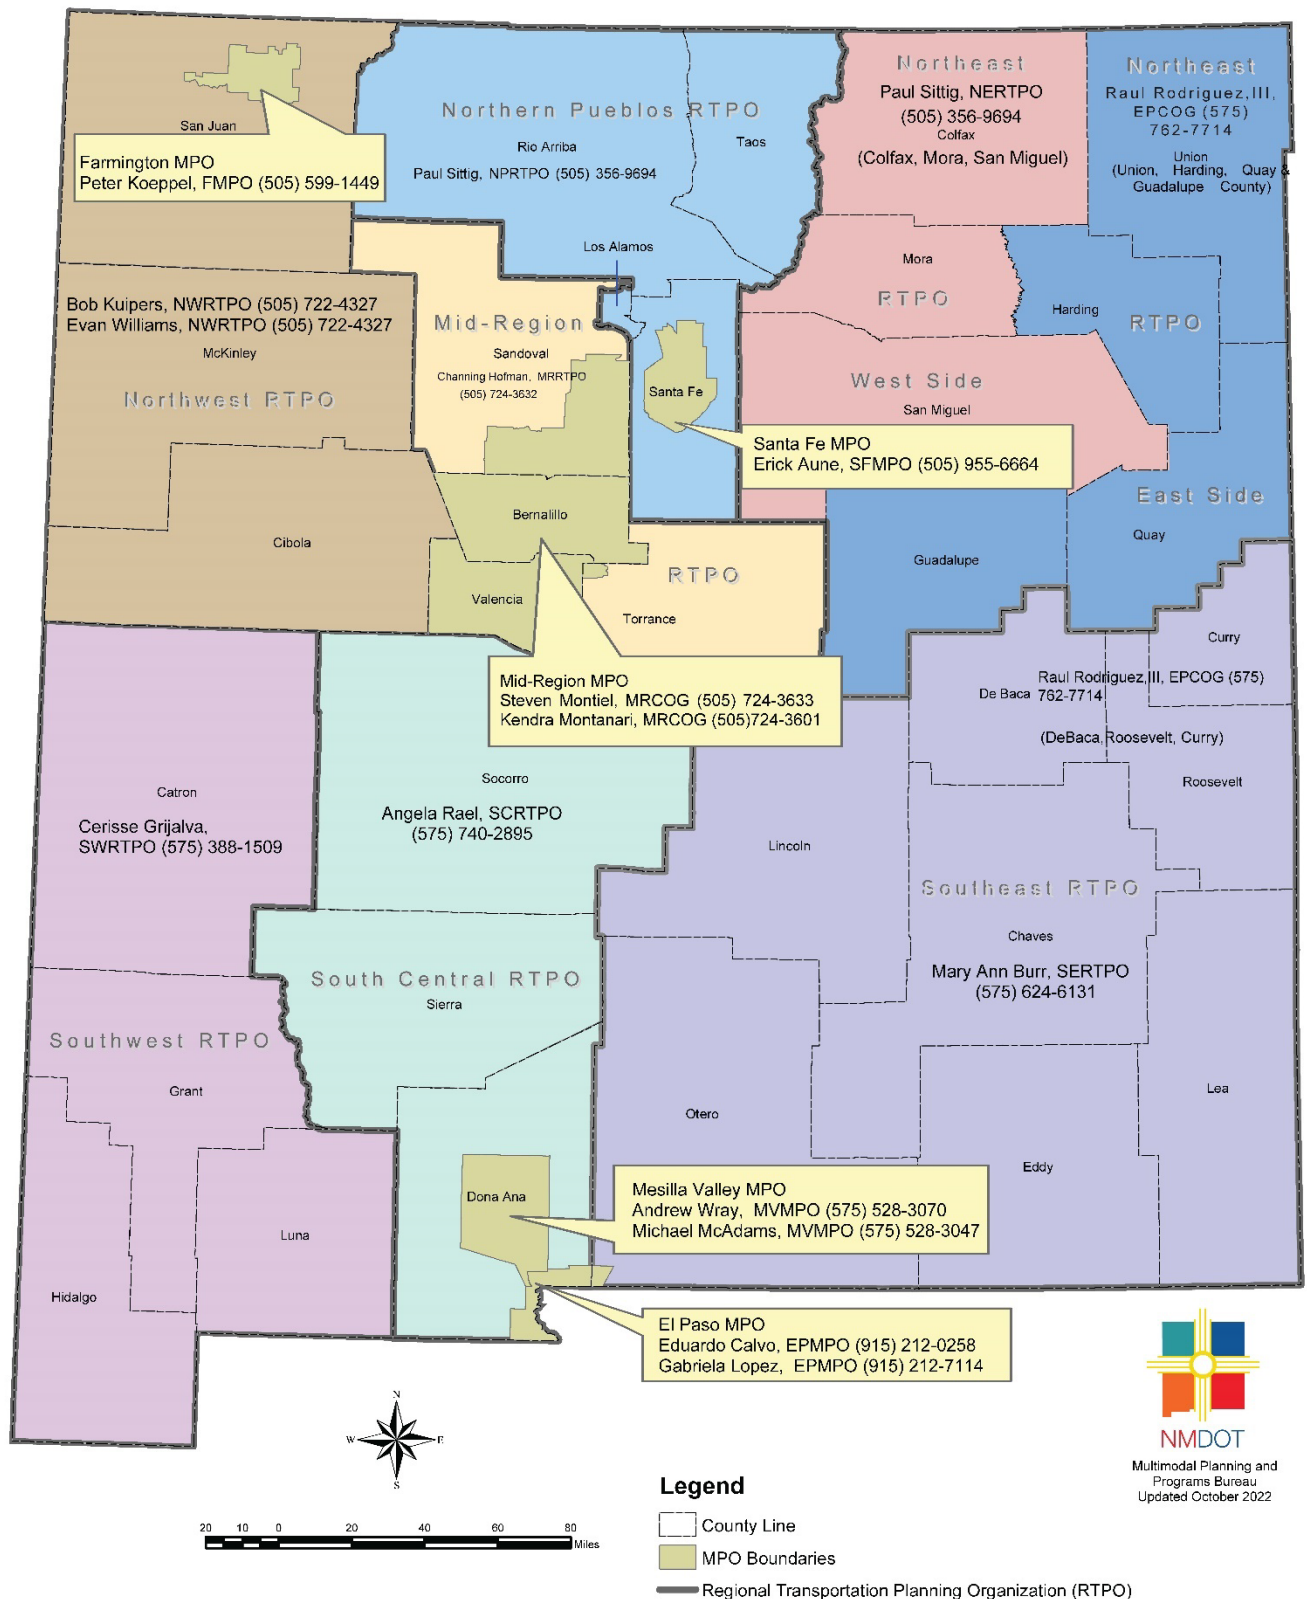 Northern Pueblos RTPO
Rio Arriba
Paul Sittig, NPRTPO (505) 356-9694
Taos
Los Alamos
Northeast
Paul Sittig, NERTPO
(505) 356-9694
Colfax
(Colfax, Mora, San Miguel)
Northeast
Raul Rodriguez,III,
EPCOG (575)
762-7714
Union
(Union, Harding, Quay &
Guadalupe County)
San Juan
Farmington MPO
Peter Koeppel, FMPO (505) 599-1449
Mora
RTPO
Harding
RTPO
Bob Kuipers, NWRTPO (505) 722-4327
Evan Williams, NWRTPO (505) 722-4327
McKinley
Northwest RTPO
Mid-Region
Sandoval
Channing Hofman, MRRTPO
(505) 724-3632
Santa Fe
West Side
San Miguel
Santa Fe MPO
Erick Aune, SFMPO (505) 955-6664
East Side
Quay
Guadalupe
Cibola
Bernalillo
Valencia
RTPO
Torrance
Mid-Region MPO
Steven Montiel, MRCOG (505) 724-3633
Kendra Montanari, MRCOG (505)724-3601
Curry
De Baca
Raul Rodriguez,III, EPCOG (575)
762-7714
(DeBaca,Roosevelt, Curry)
Roosevelt
Catron
Cerisse Grijalva,
SWRTPO (575) 388-1509
Socorro
Angela Rael, SCRTPO
(575) 740-2895
Lincoln
Southeast RTPO
Chaves
Mary Ann Burr, SERTPO
(575) 624-6131
South Central RTPO
Sierra
Southwest RTPO
Grant
Otero
Lea
Eddy
Dona Ana
Mesilla Valley MPO
Andrew Wray, MVMPO (575) 528-3070
Michael McAdams, MVMPO (575) 528-3047
Luna
Hidalgo
El Paso MPO
Eduardo Calvo, EPMPO (915) 212-0258
Gabriela Lopez, EPMPO (915) 212-7114
N
W
E
S
20 10 0 20 40 60 80
Miles
Legend
County Line
MPO Boundaries
Regional Transportation Planning Organization (RTPO)
NMDOT
Multimodal Planning and
Programs Bureau
Updated October 2022